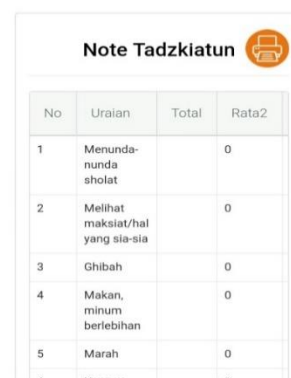 Note Tadzkiatun
No Uraian Total Rata2
1 Menunda- 0
nunda
sholat
2 Melihat 0
maksiat/hal
yang sia-sia
3 Ghibah 0
4 Makan, 0
minum
berlebihan
5 Marah 0